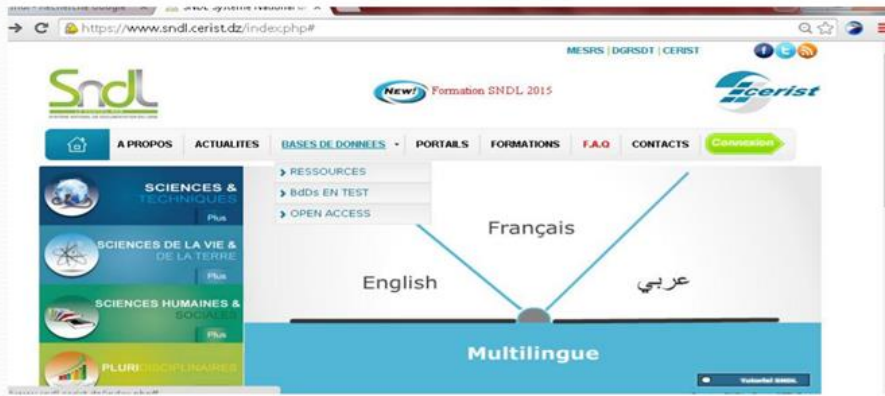 https://www.sndl.cerist.dz/index.php#
MESRS | DGRSDT | CERIST
Sndl
NEW! Formation SNDL 2015
cerist
A PROPOS ACTUALITES BASES DE DONNEES PORTAILS FORMATIONS F.A.Q CONTACTS Connexion
RESSOURCES
BdDs EN TEST
OPEN ACCESS
SCIENCES &
TECHNIQUES
Plus
SCIENCES DE LA VIE &
DE LA TERRE
Plus
SCIENCES HUMAINES &
SOCIALES
Plus
PLURIDISCIPLINAIRES
Français
English
عربي
Multilingue
Tutoriel SNDL